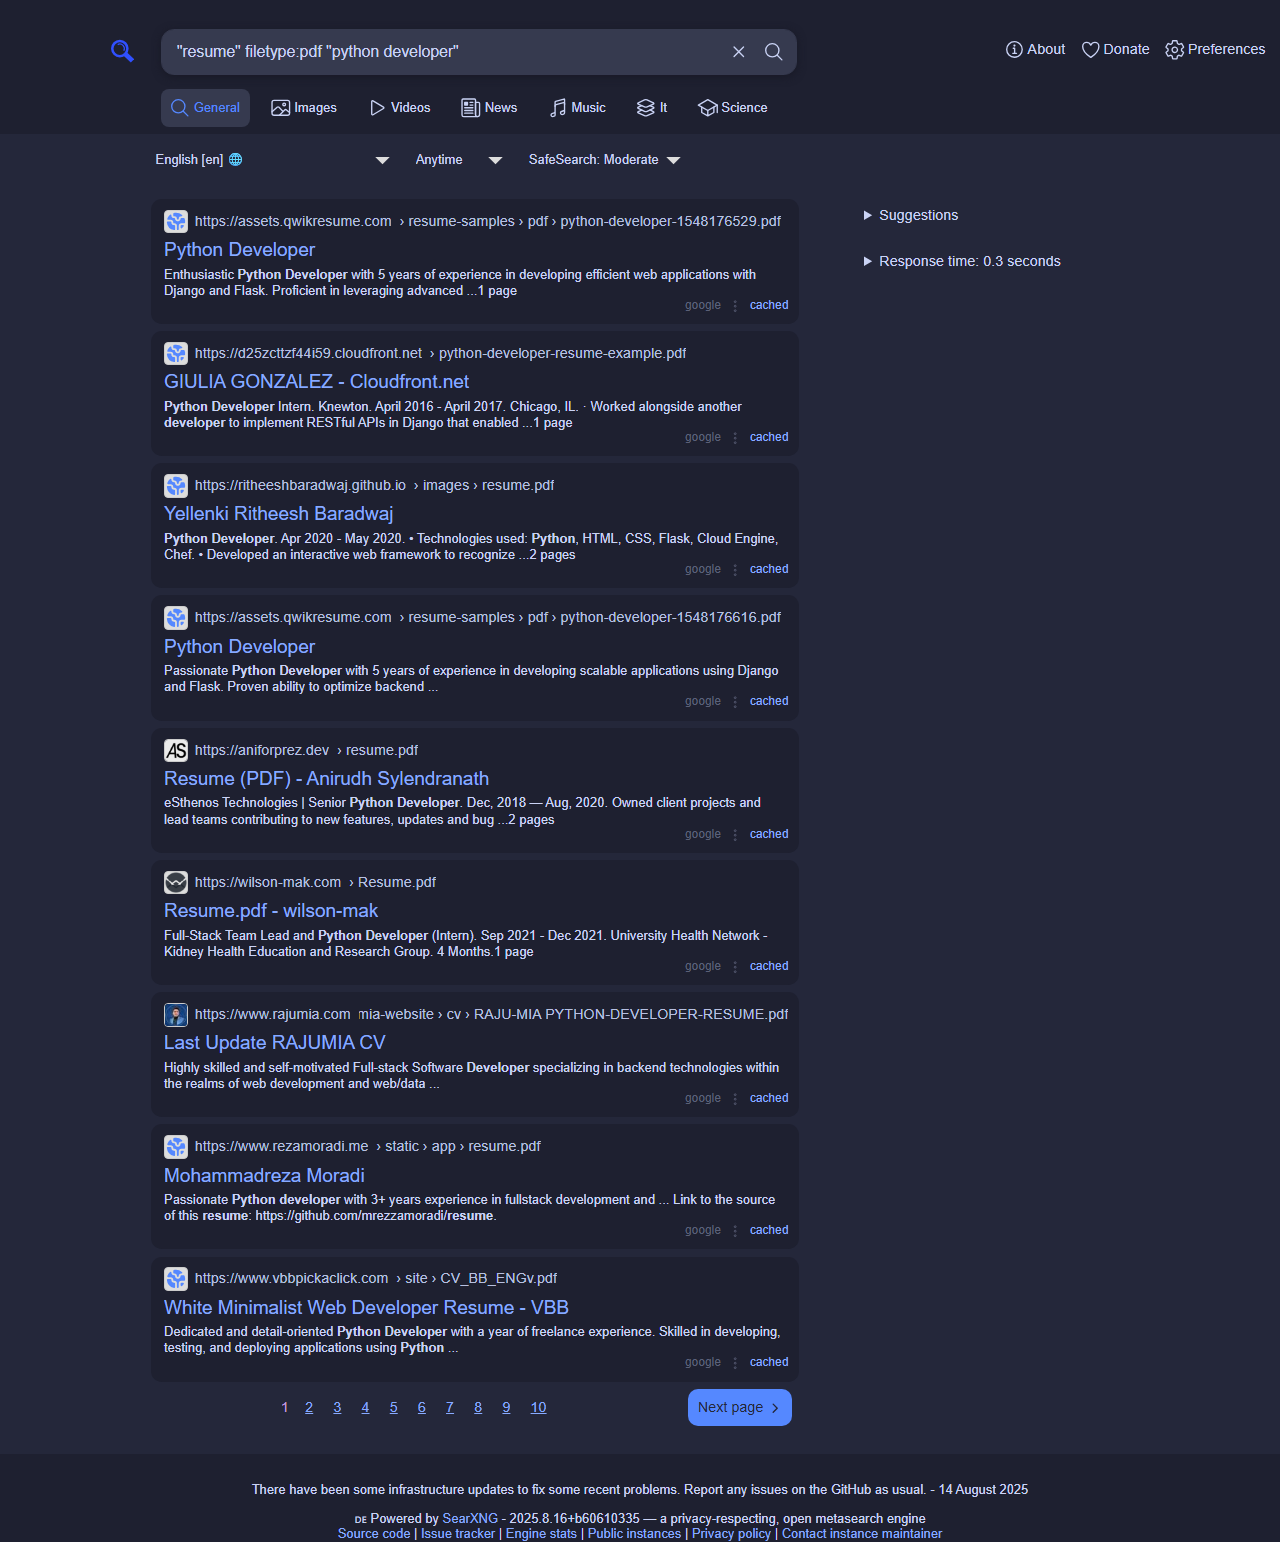 "resume" filetype:pdf "python developer"
About
Donate
Preferences
General
Images
Videos
News
Music
It
Science
English [en]
Anytime
SafeSearch: Moderate
https://assets.qwikresume.com › resume-samples › pdf › python-developer-1548176529.pdf
Python Developer
Enthusiastic Python Developer with 5 years of experience in developing efficient web applications with
Django and Flask. Proficient in leveraging advanced ...1 page
google
cached
https://d25zcttzf44i59.cloudfront.net › python-developer-resume-example.pdf
GIULIA GONZALEZ - Cloudfront.net
Python Developer Intern. Knewton. April 2016 - April 2017. Chicago, IL. · Worked alongside another
developer to implement RESTful APIs in Django that enabled ...1 page
google
cached
https://ritheeshbaradwaj.github.io › images › resume.pdf
Yellenki Ritheesh Baradwaj
Python Developer. Apr 2020 - May 2020. • Technologies used: Python, HTML, CSS, Flask, Cloud Engine,
Chef. • Developed an interactive web framework to recognize ...2 pages
google
cached
https://assets.qwikresume.com › resume-samples › pdf › python-developer-1548176616.pdf
Python Developer
Passionate Python Developer with 5 years of experience in developing scalable applications using Django
and Flask. Proven ability to optimize backend ...
google
cached
AS
https://aniforprez.dev › resume.pdf
Resume (PDF) - Anirudh Sylendranath
eSthenos Technologies | Senior Python Developer. Dec, 2018 — Aug, 2020. Owned client projects and
lead teams contributing to new features, updates and bug ...2 pages
google
cached
https://wilson-mak.com › Resume.pdf
Resume.pdf - wilson-mak
Full-Stack Team Lead and Python Developer (Intern). Sep 2021 - Dec 2021. University Health Network -
Kidney Health Education and Research Group. 4 Months.1 page
google
cached
https://www.rajumia.com mia-website › cv › RAJU-MIA PYTHON-DEVELOPER-RESUME.pdf
Last Update RAJUMIA CV
Highly skilled and self-motivated Full-stack Software Developer specializing in backend technologies within
the realms of web development and web/data ...
google
cached
https://www.rezamoradi.me › static › app › resume.pdf
Mohammadreza Moradi
Passionate Python developer with 3+ years experience in fullstack development and ... Link to the source
of this resume: https://github.com/mrezzamoradi/resume.
google
cached
https://www.vbbpickaclick.com › site › CV_BB_ENGv.pdf
White Minimalist Web Developer Resume - VBB
Dedicated and detail-oriented Python Developer with a year of freelance experience. Skilled in developing,
testing, and deploying applications using Python ...
google
cached
Suggestions
Response time: 0.3 seconds
1 2 3 4 5 6 7 8 9 10
Next page
There have been some infrastructure updates to fix some recent problems. Report any issues on the GitHub as usual. - 14 August 2025
DE Powered by SearXNG - 2025.8.16+b60610335 — a privacy-respecting, open metasearch engine
Source code | Issue tracker | Engine stats | Public instances | Privacy policy | Contact instance maintainer